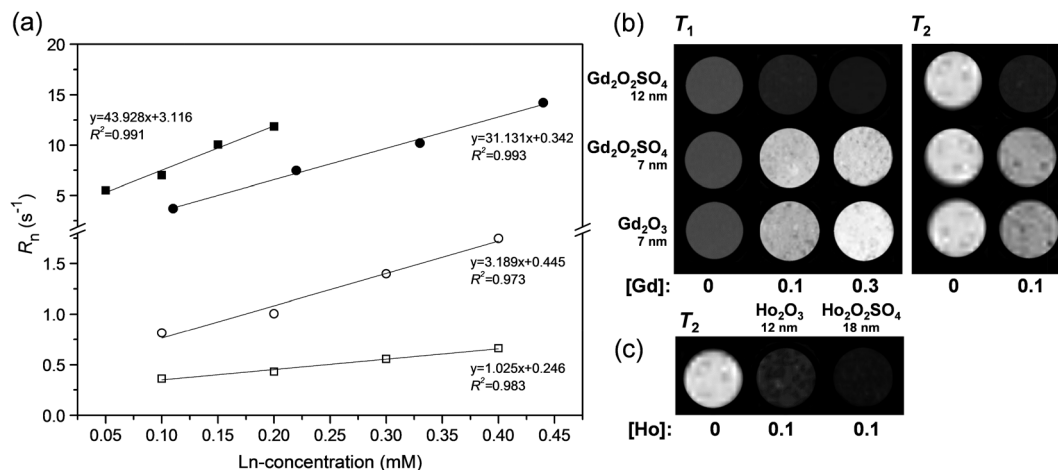 (a)
20
15
10
5
1.5
1.0
0.5
0.0
Rn (s-1)
y=43.928x+3.116
R2=0.991
y=31.131x+0.342
R2=0.993
y=3.189x+0.445
R2=0.973
y=1.025x+0.246
R2=0.983
0.05 0.10 0.15 0.20 0.25 0.30 0.35 0.40 0.45
Ln-concentration (mM)
(b)
T1
T2
Gd2O2SO4
12 nm
Gd2O2SO4
7 nm
Gd2O3
7 nm
[Gd]: 0 0.1 0.3 0 0.1
(c)
T2
Ho2O3 Ho2O2SO4
12 nm 18 nm
[Ho]: 0 0.1 0.1